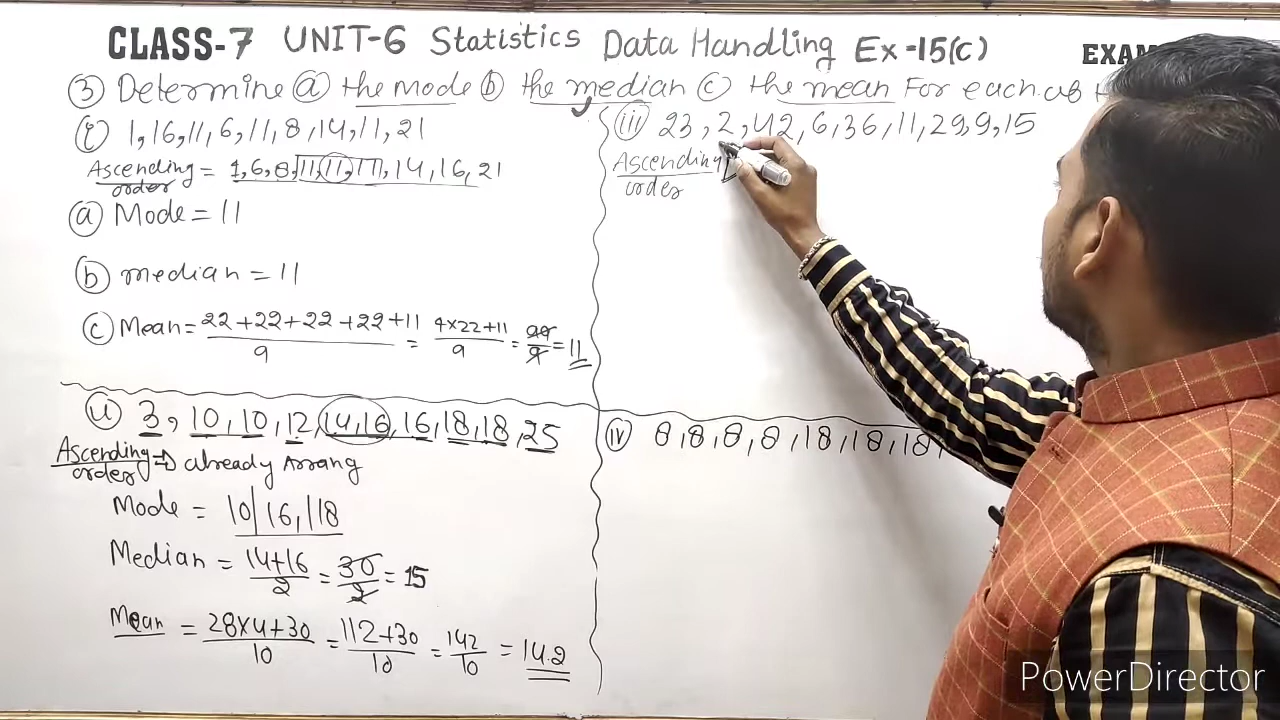 CLASS-7 UNIT-6 Statistics Data Handling Ex-15(C) EXAM
③ Determine ⓐ the Mode ⓑ the median ⓒ the mean For each of
(i) 1,16,11,6,11,8,14,11,21
Ascending order = 1,6,8,11,11,11,14,16,21
ⓐ Mode = 11
ⓑ median = 11
ⓒ Mean = 22+22+22+22+11 / 9 = 4x22+11 / 9 = 99/9 = 11
(ii) 3, 10, 10, 12, 14, 16, 16, 18, 18, 25
Ascending order → already Arrang
Mode = 10, 16, 18
Median = 14+16 / 2 = 30/2 = 15
Mean = 28x4+30 / 10 = 112+30 / 10 = 142/10 = 14.2
(iii) 23, 2, 42, 6, 36, 11, 29, 9, 15
Ascending order
(iv) 8, 8, 8, 8, 18, 18, 18
PowerDirector